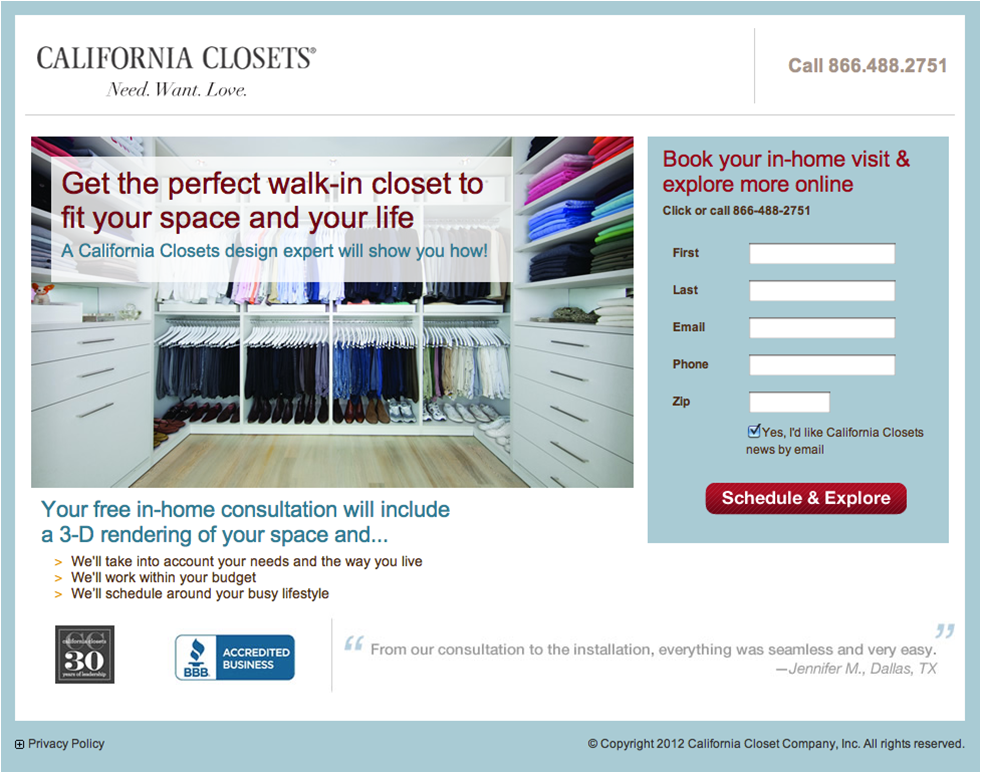 CALIFORNIA CLOSETS®
Need. Want. Love.
Call 866.488.2751
Get the perfect walk-in closet to
fit your space and your life
A California Closets design expert will show you how!
Book your in-home visit &
explore more online
Click or call 866-488-2751
First
Last
Email
Phone
Zip
Yes, I'd like California Closets
news by email
Schedule & Explore
Your free in-home consultation will include
a 3-D rendering of your space and...
> We'll take into account your needs and the way you live
> We'll work within your budget
> We'll schedule around your busy lifestyle
CC
california closets
30
years of leadership
BBB
ACCREDITED
BUSINESS
“ From our consultation to the installation, everything was seamless and very easy. ”
—Jennifer M., Dallas, TX
Privacy Policy
© Copyright 2012 California Closet Company, Inc. All rights reserved.